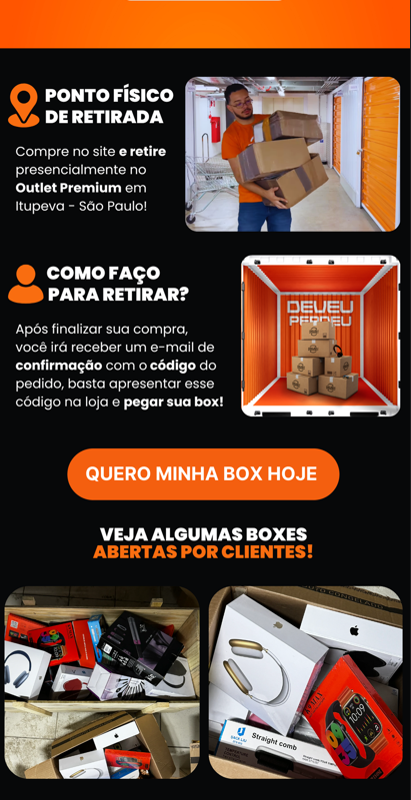 PONTO FÍSICO
DE RETIRADA
Compre no site e retire
presencialmente no
Outlet Premium em
Itupeva - São Paulo!
COMO FAÇO
PARA RETIRAR?
Após finalizar sua compra,
você irá receber um e-mail de
confirmação com o código do
pedido, basta apresentar esse
código na loja e pegar sua box!
DEVEU
PERDEU
QUERO MINHA BOX HOJE
VEJA ALGUMAS BOXES
ABERTAS POR CLIENTES!
Straight comb
10:09